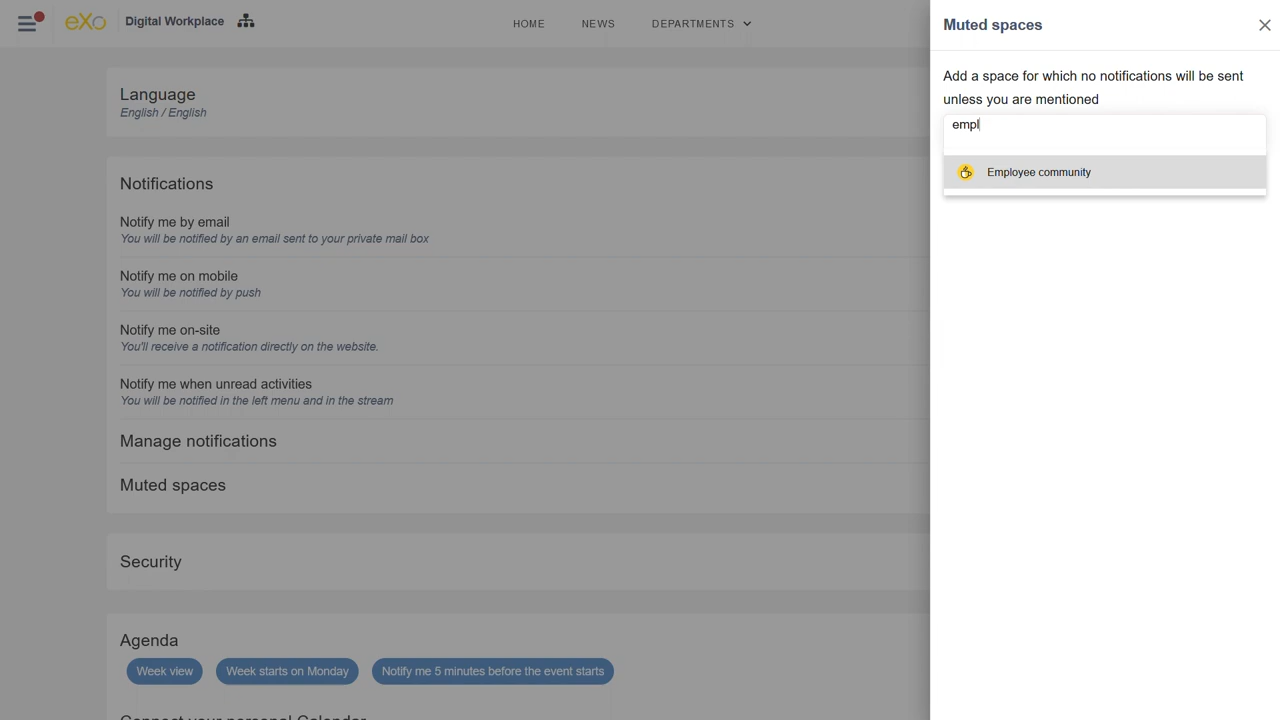 eXo
Digital Workplace
HOME
NEWS
DEPARTMENTS
Language
English / English
Notifications
Notify me by email
You will be notified by an email sent to your private mail box
Notify me on mobile
You will be notified by push
Notify me on-site
You'll receive a notification directly on the website.
Notify me when unread activities
You will be notified in the left menu and in the stream
Manage notifications
Muted spaces
Security
Agenda
Week view
Week starts on Monday
Notify me 5 minutes before the event starts
Connect your personal Calendar
Muted spaces
Add a space for which no notifications will be sent
unless you are mentioned
empl
Employee community